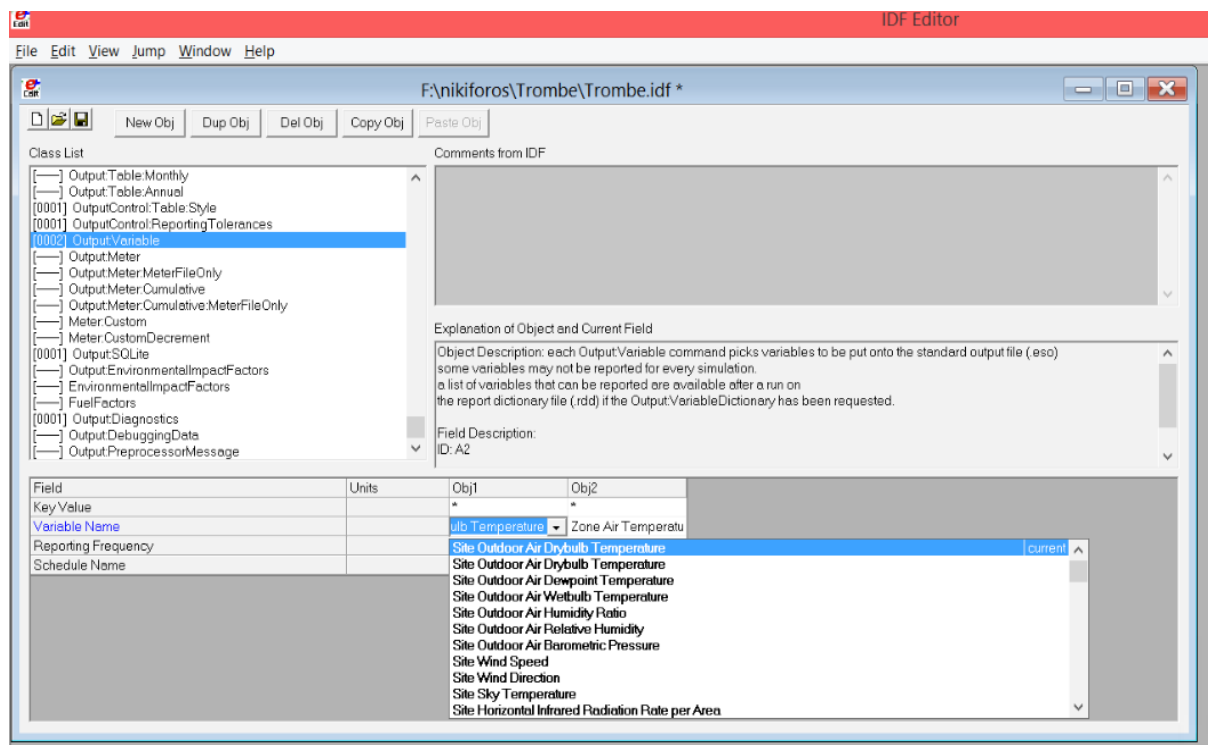 IDF Editor
Edit
File Edit View Jump Window Help
Edit
F:\nikiforos\Trombe\Trombe.idf *
New Obj Dup Obj Del Obj Copy Obj Paste Obj
Class List
[——] Output:Table:Monthly
[——] Output:Table:Annual
[0001] OutputControl:Table:Style
[0001] OutputControl:ReportingTolerances
[0002] Output:Variable
[——] Output:Meter
[——] Output:Meter:MeterFileOnly
[——] Output:Meter:Cumulative
[——] Output:Meter:Cumulative:MeterFileOnly
[——] Meter:Custom
[——] Meter:CustomDecrement
[0001] Output:SQLite
[——] Output:EnvironmentalImpactFactors
[——] EnvironmentalImpactFactors
[——] FuelFactors
[0001] Output:Diagnostics
[——] Output:DebuggingData
[——] Output:PreprocessorMessage
Comments from IDF
Explanation of Object and Current Field
Object Description: each Output:Variable command picks variables to be put onto the standard output file (.eso)
some variables may not be reported for every simulation.
a list of variables that can be reported are available after a run on
the report dictionary file (.rdd) if the Output:VariableDictionary has been requested.
Field Description:
ID: A2
Field Units Obj1 Obj2
Key Value * *
Variable Name ulb Temperature Zone Air Temperatu
Reporting Frequency
Schedule Name
Site Outdoor Air Drybulb Temperature current
Site Outdoor Air Drybulb Temperature
Site Outdoor Air Dewpoint Temperature
Site Outdoor Air Wetbulb Temperature
Site Outdoor Air Humidity Ratio
Site Outdoor Air Relative Humidity
Site Outdoor Air Barometric Pressure
Site Wind Speed
Site Wind Direction
Site Sky Temperature
Site Horizontal Infrared Radiation Rate per Area